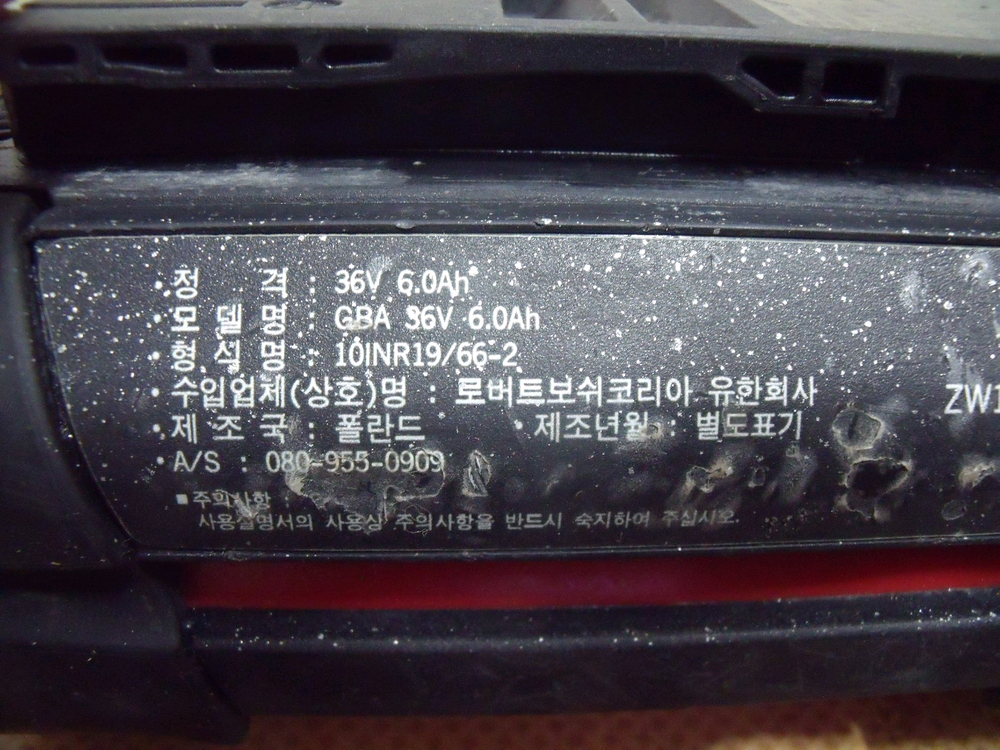 ·정 격 : 36V 6.0Ah
·모 델 명 : GBA 36V 6.0Ah
·형 식 명 : 10INR19/66-2
·수입업체(상호)명 : 로버트보쉬코리아 유한회사
·제 조 국 : 폴란드 ·제조년월 : 별도표기
·A/S : 080-955-0909
■주의사항 :
사용설명서의 사용상 주의사항을 반드시 숙지하여 주십시오.
ZW1